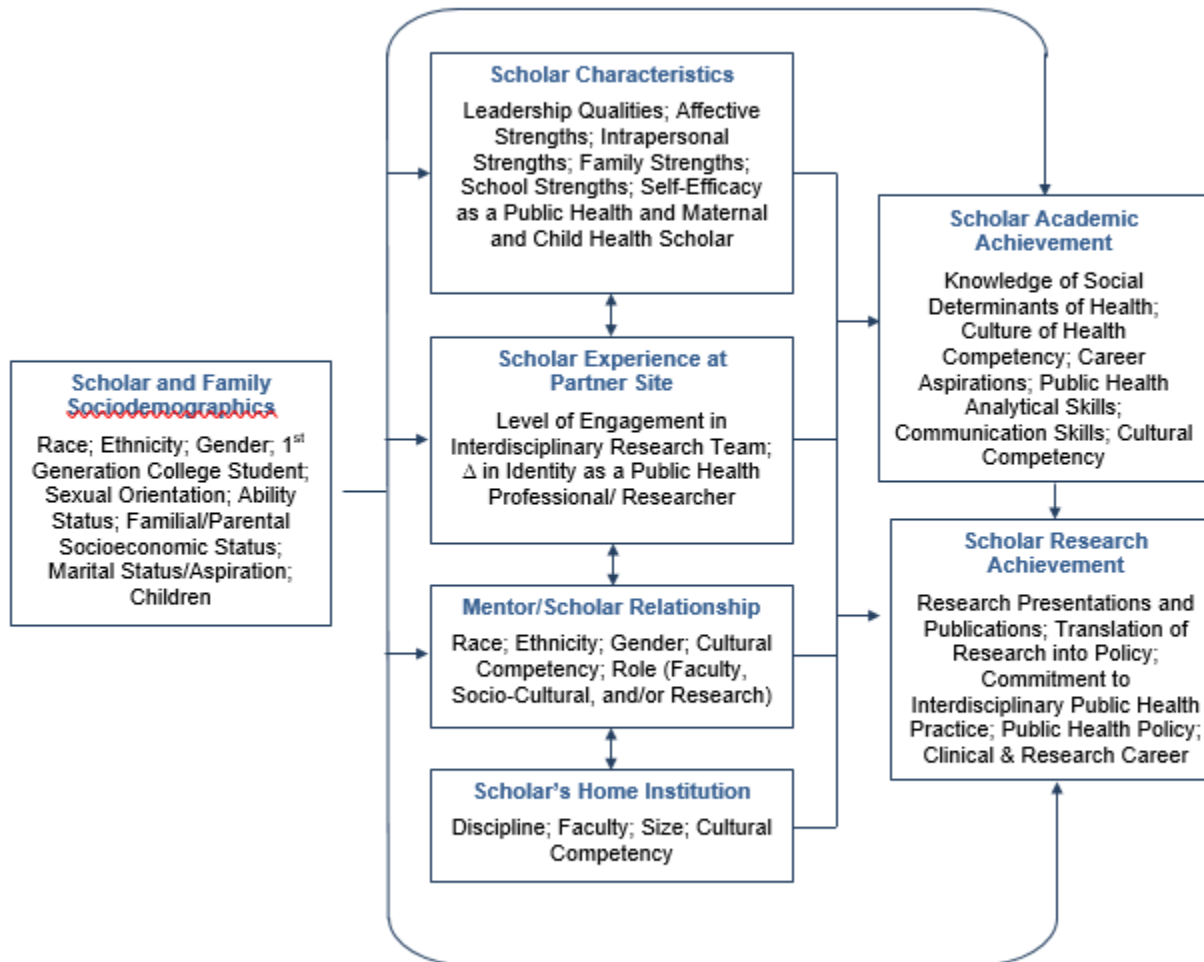 Scholar Characteristics
Leadership Qualities; Affective
Strengths; Intrapersonal
Strengths; Family Strengths;
School Strengths; Self-Efficacy
as a Public Health and Maternal
and Child Health Scholar
Scholar and Family
Sociodemographics
Race; Ethnicity; Gender; 1st
Generation College Student;
Sexual Orientation; Ability
Status; Familial/Parental
Socioeconomic Status;
Marital Status/Aspiration;
Children
Scholar Experience at
Partner Site
Level of Engagement in
Interdisciplinary Research Team;
Δ in Identity as a Public Health
Professional/ Researcher
Mentor/Scholar Relationship
Race; Ethnicity; Gender; Cultural
Competency; Role (Faculty,
Socio-Cultural, and/or Research)
Scholar's Home Institution
Discipline; Faculty; Size; Cultural
Competency
Scholar Academic
Achievement
Knowledge of Social
Determinants of Health;
Culture of Health
Competency; Career
Aspirations; Public Health
Analytical Skills;
Communication Skills; Cultural
Competency
Scholar Research
Achievement
Research Presentations and
Publications; Translation of
Research into Policy;
Commitment to
Interdisciplinary Public Health
Practice; Public Health Policy;
Clinical & Research Career